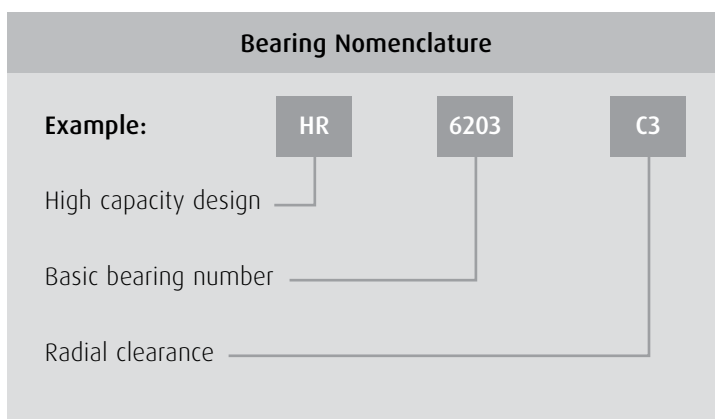 Bearing Nomenclature
Example: HR 6203 C3
High capacity design
Basic bearing number
Radial clearance